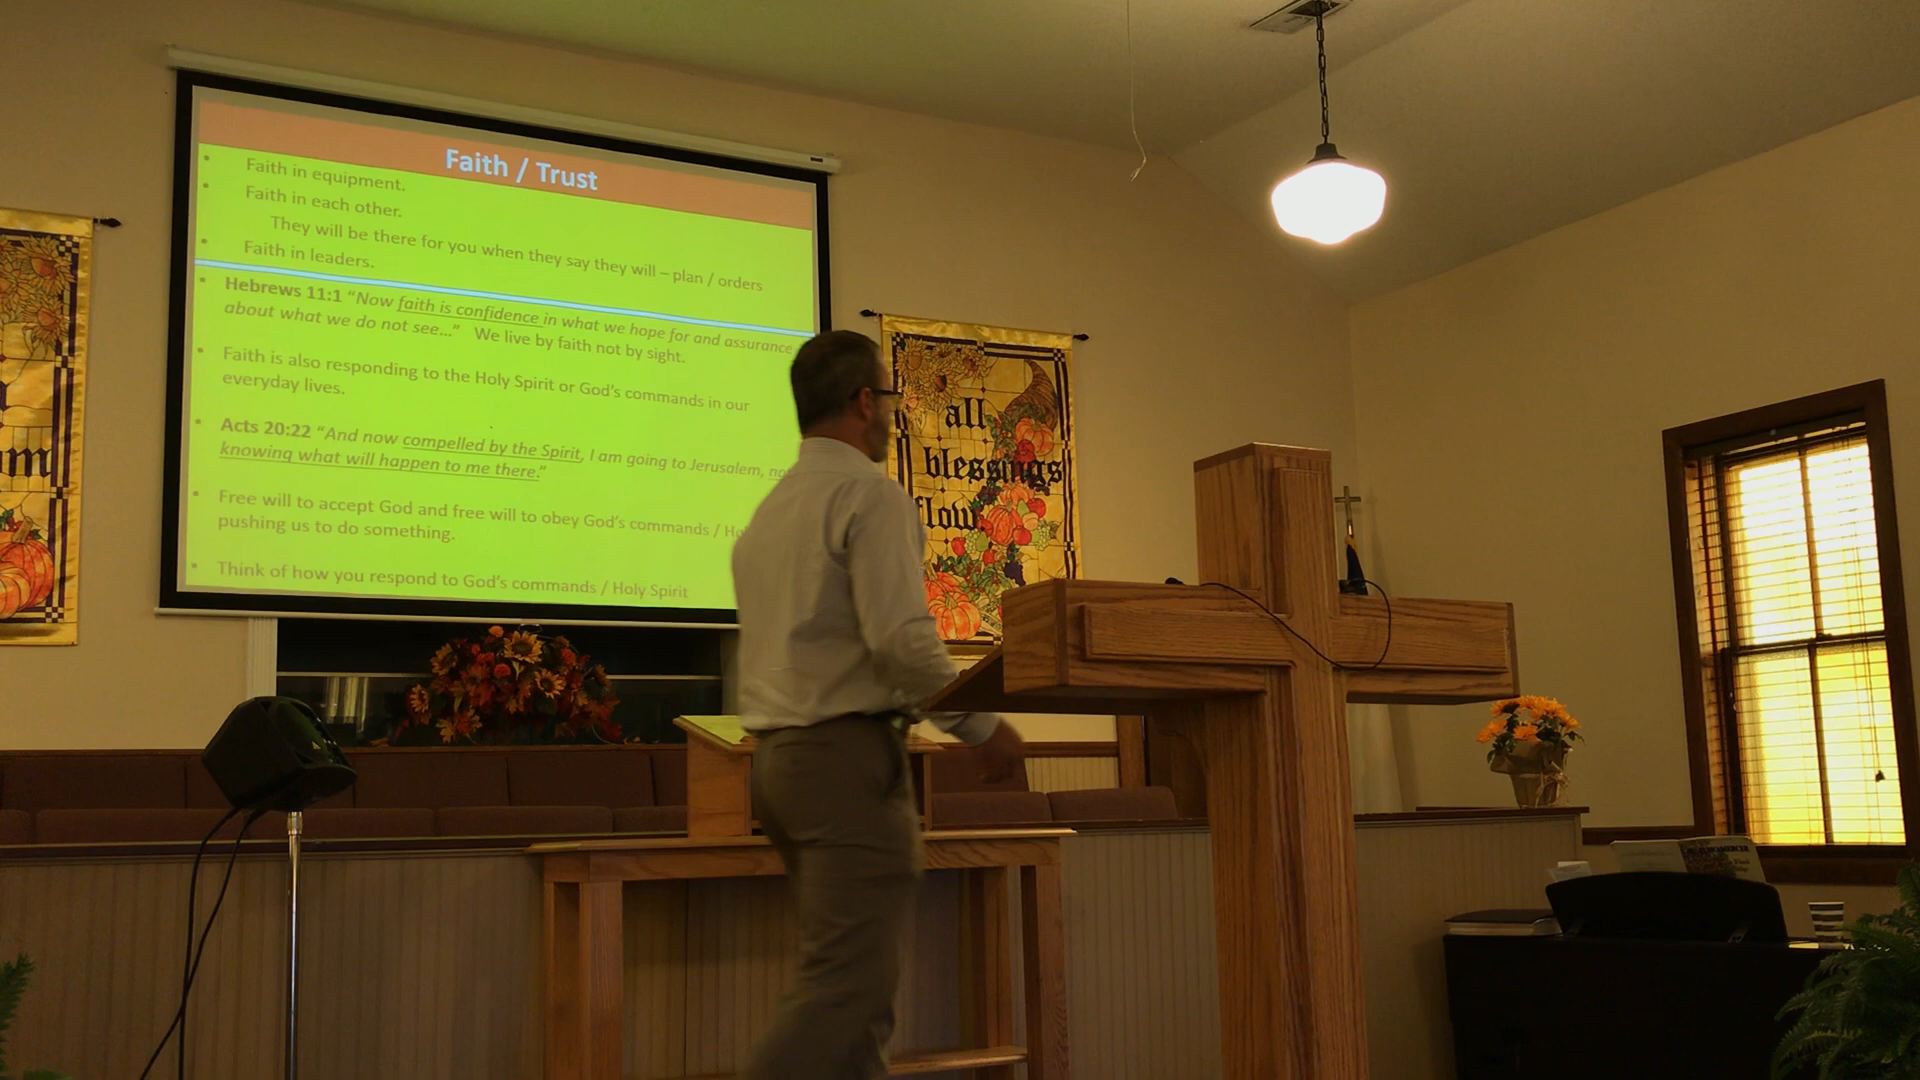 Faith / Trust
• Faith in equipment.
• Faith in each other.
They will be there for you when they say they will – plan / orders
• Faith in leaders.
• Hebrews 11:1 “Now faith is confidence in what we hope for and assurance
about what we do not see...” We live by faith not by sight.
• Faith is also responding to the Holy Spirit or God's commands in our
everyday lives.
• Acts 20:22 “And now compelled by the Spirit, I am going to Jerusalem,
knowing what will happen to me there.”
• Free will to accept God and free will to obey God's commands /
pushing us to do something.
• Think of how you respond to God's commands / Holy Spirit
all
blessings
flow